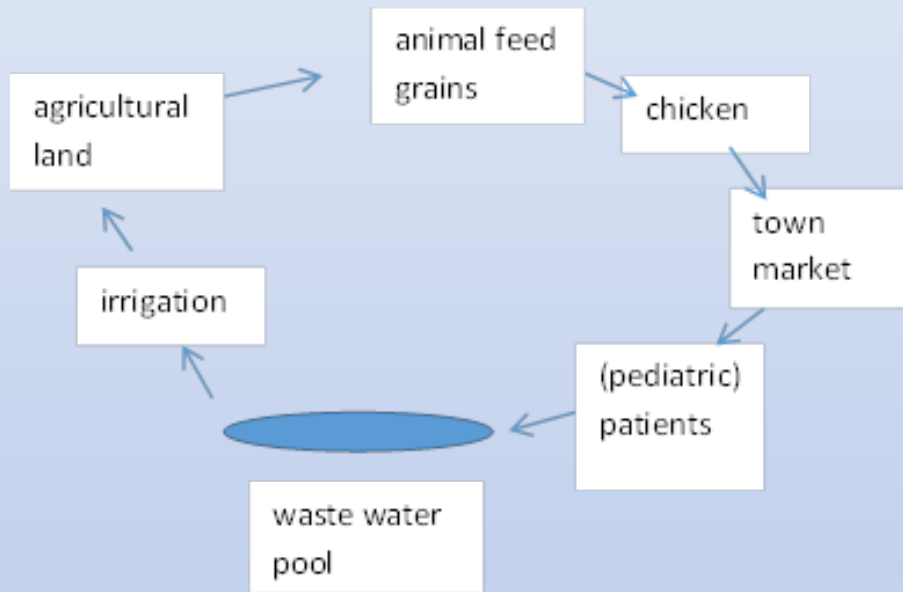 animal feed
grains
agricultural
land
chicken
town
market
irrigation
(pediatric)
patients
waste water
pool